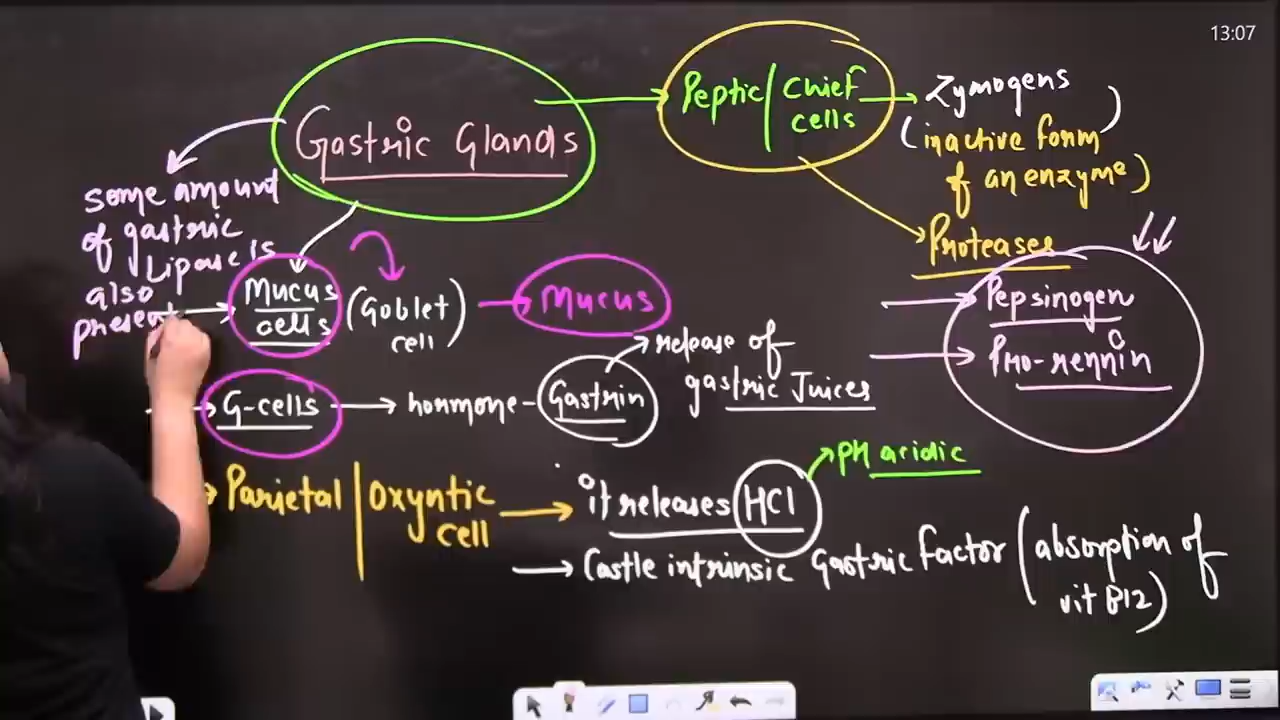 13:07
Gastric Glands
Peptic/ Chief
cells
Zymogens
(inactive form
of an enzyme)
Proteases
Pepsinogen
Pro-rennin
some amount
of gastric
Lipase is
also
present
Mucus
cells
(Goblet
cell)
Mucus
G-cells
hormone-
Gastrin
release of
gastric Juices
Parietal | Oxyntic
cell
it releases HCl
PH acidic
Castle intrinsic Gastric factor (absorption of
vit B12)